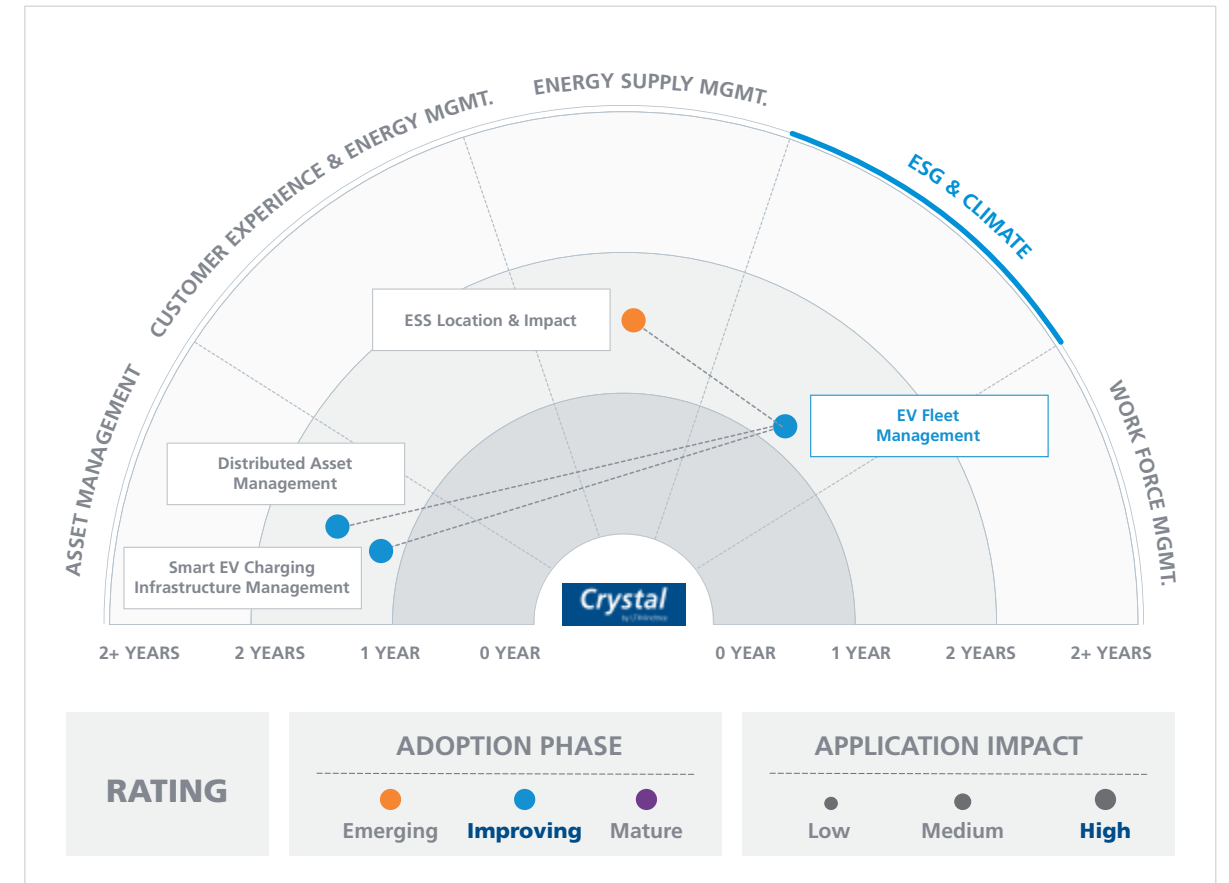 ENERGY SUPPLY MGMT.
CUSTOMER EXPERIENCE & ENERGY MGMT.
ESG & CLIMATE
ASSET MANAGEMENT
WORK FORCE MGMT.
ESS Location & Impact
EV Fleet
Management
Distributed Asset
Management
Smart EV Charging
Infrastructure Management
Crystal
2+ YEARS 2 YEARS 1 YEAR 0 YEAR 0 YEAR 1 YEAR 2 YEARS 2+ YEARS
RATING
ADOPTION PHASE
Emerging Improving Mature
APPLICATION IMPACT
Low Medium High